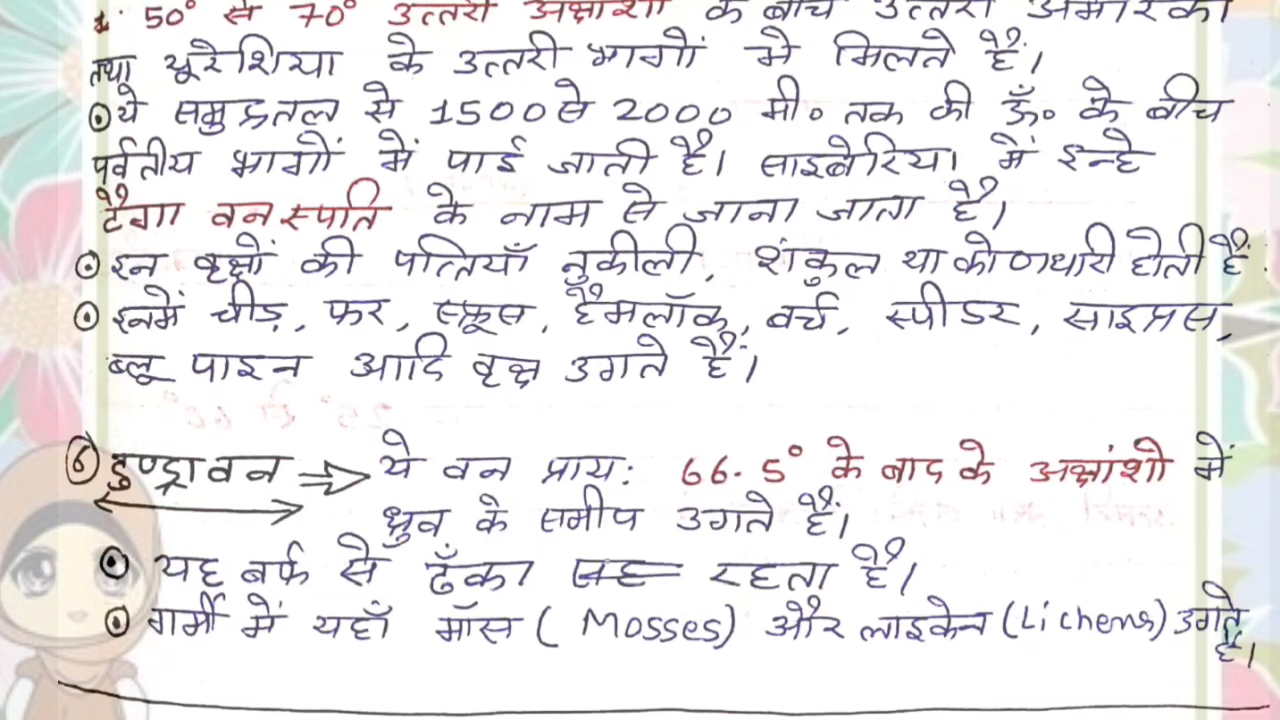 50° से 70° उत्तरी अक्षांशो के बीच उत्तरी अमेरिका
तथा यूरेशिया के उत्तरी भागों मे मिलते हैं।
⊙ ये समुद्रतल से 1500 से 2000 मी० तक की ऊँ० के बीच
पर्वतीय भागों में पाई जाती है। साइबेरिया में इन्हे
टैगा वनस्पति के नाम से जाना जाता है।
⊙ इन वृक्षों की पत्तियाँ नुकीली, शंकुल या कोणधारी होती हैं
⊙ इनमें चीड़, फर, स्प्रूस, हैमलॉक, बर्च, स्पीडर, साइप्रस,
ब्लू पाइन आदि वृक्ष उगते हैं।
⑥ टुण्ड्रा वन ⇒ ये वन प्राय: 66.5° के बाद के अक्षांशो में
ध्रुव के समीप उगते हैं।
⊙ यह बर्फ से ढँका रहता है।
⊙ गर्मी में यहाँ मॉस ( Mosses) और लाइकेन (Lichens) उगते
हैं।